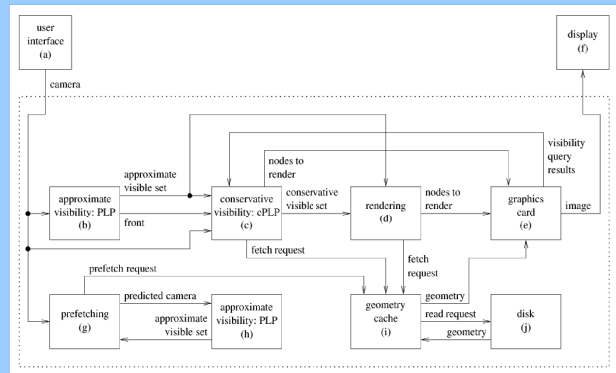 user
interface
(a)
display
(f)
camera
approximate
visible set
nodes to
render
visibility
query
results
approximate
visibility: PLP
(b)
front
conservative
visibility: cPLP
(c)
conservative
visible set
rendering
(d)
nodes to
render
graphics
card
(e)
image
fetch request
fetch
request
prefetch request
prefetching
(g)
predicted camera
approximate
visible set
approximate
visibility: PLP
(h)
geometry
cache
(i)
geometry
read request
geometry
disk
(j)